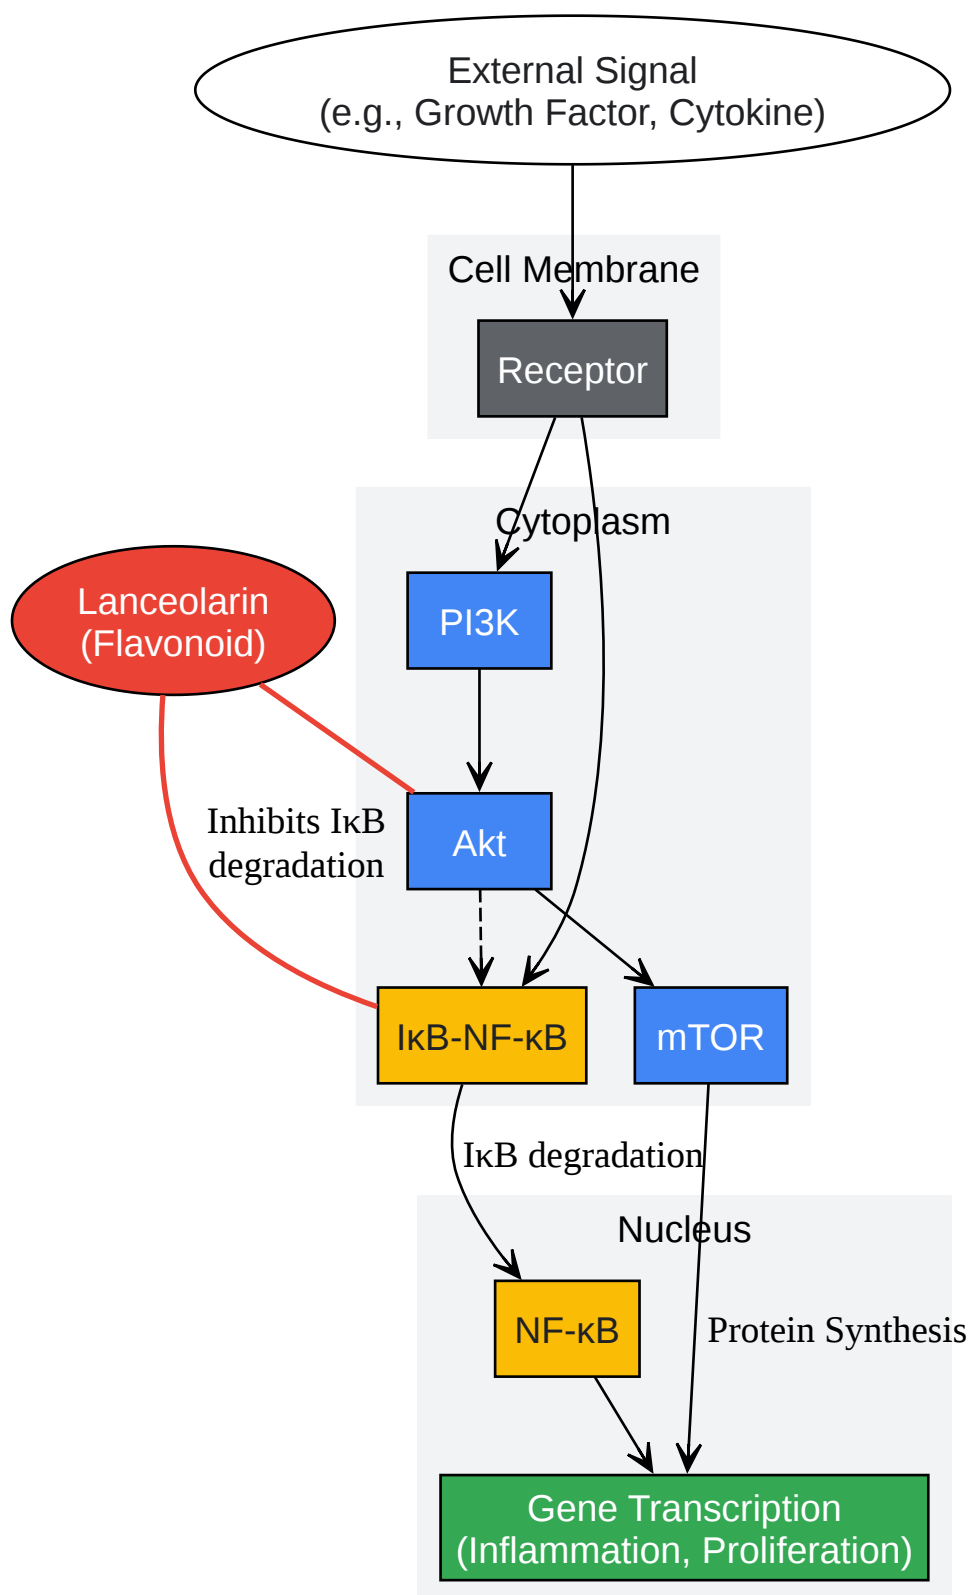 External Signal
(e.g., Growth Factor, Cytokine)
Cell Membrane
Receptor
Cytoplasm
Lanceolarin
(Flavonoid)
PI3K
Inhibits IκB
degradation
Akt
IκB-NF-κB
mTOR
IκB degradation
Nucleus
NF-κB
Protein Synthesis
Gene Transcription
(Inflammation, Proliferation)